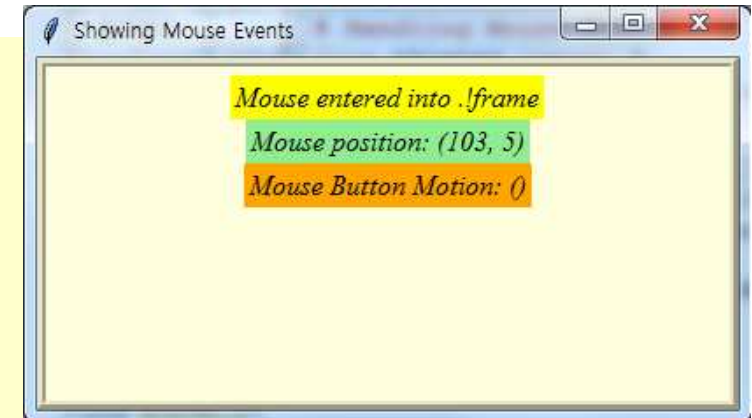 Showing Mouse Events
Mouse entered into .!frame
Mouse position: (103, 5)
Mouse Button Motion: ()